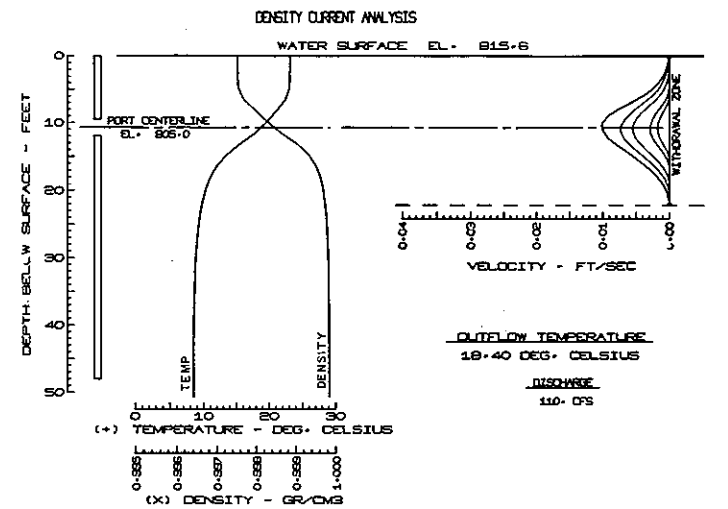 DENSITY CURRENT ANALYSIS
WATER SURFACE EL. 815.6
0
10
20
30
40
50
DEPTH BELLW SURFACE - FEET
PORT CENTERLINE
EL. 805.0
TEMP
DENSITY
0 10 20 30
(+) TEMPERATURE - DEG. CELSIUS
0.995 0.996 0.997 0.998 0.999 1.000
(X) DENSITY - GR/CM3
WITHDRAWAL ZONE
0.04 0.03 0.02 0.01 0.00
VELOCITY - FT/SEC
OUTFLOW TEMPERATURE
18.40 DEG. CELSIUS
DISCHARGE
110. CFS